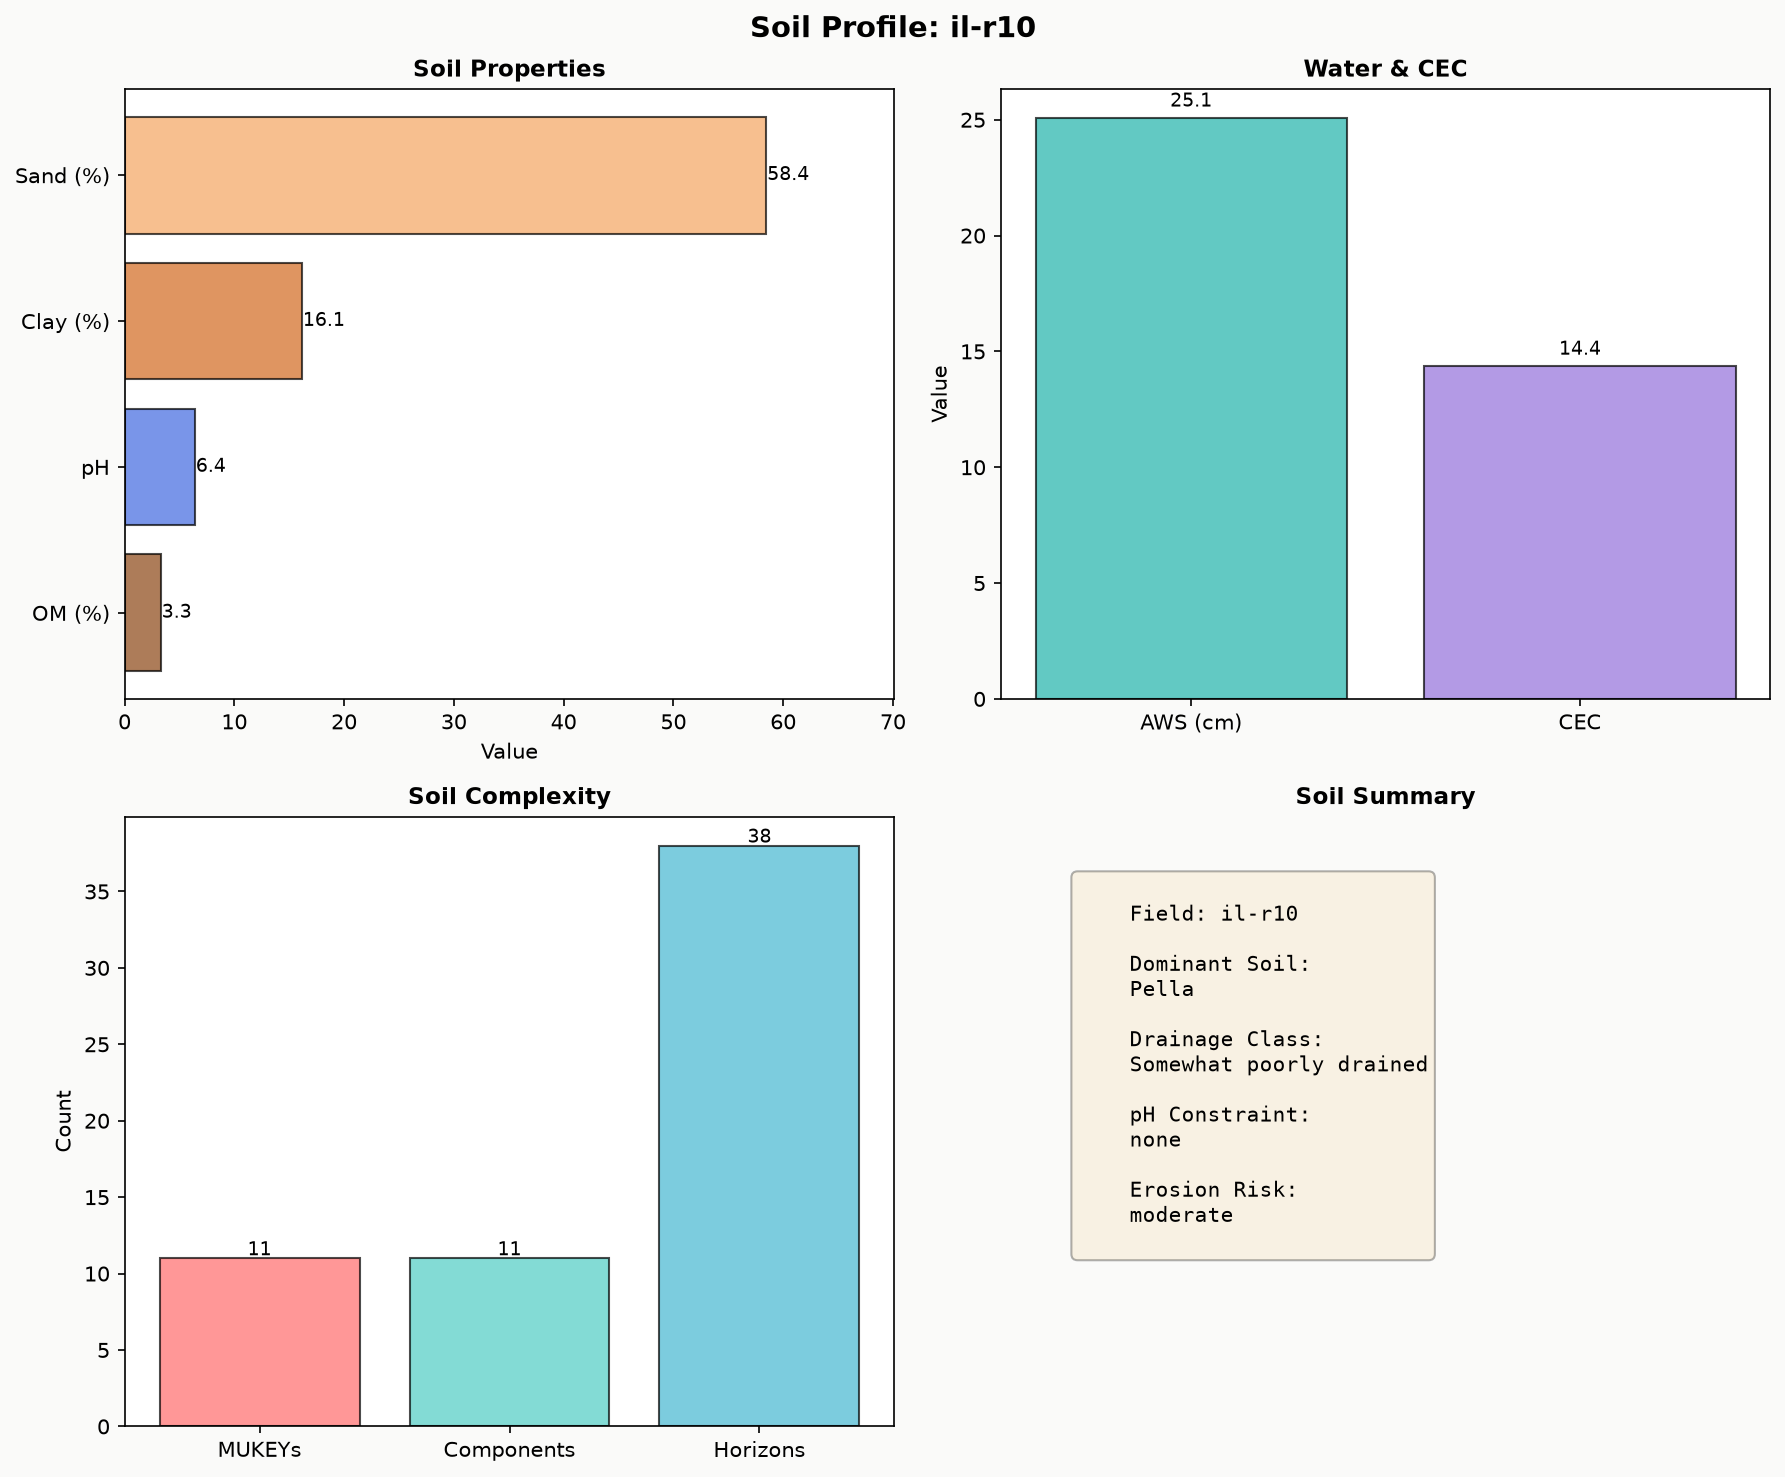 Soil Profile: il-r10
Soil Properties
Sand (%)
58.4
Clay (%)
16.1
pH
6.4
OM (%)
3.3
0 10 20 30 40 50 60 70
Value
Water & CEC
25.1
14.4
25
20
15
10
5
0
Value
AWS (cm) CEC
Soil Complexity
38
11
11
35
30
25
20
15
10
5
0
Count
MUKEYs Components Horizons
Soil Summary
Field: il-r10
Dominant Soil:
Pella
Drainage Class:
Somewhat poorly drained
pH Constraint:
none
Erosion Risk:
moderate